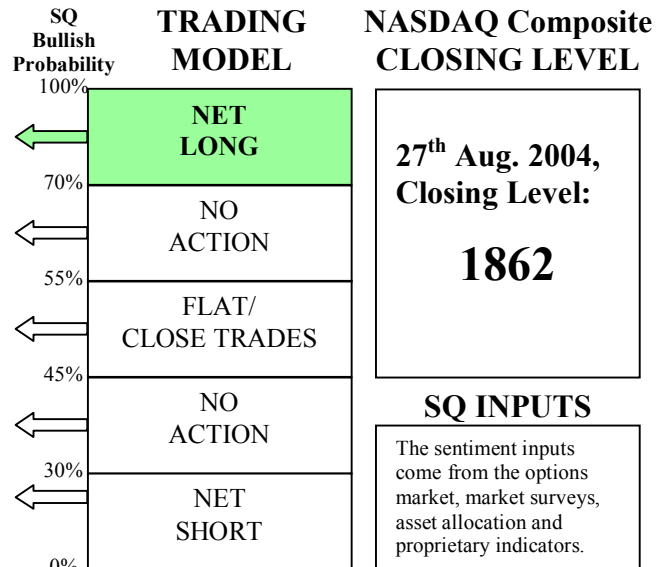 SQ
Bullish
Probability
100%
70%
55%
45%
30%
0%
TRADING
MODEL
NET
LONG
NO
ACTION
FLAT/
CLOSE TRADES
NO
ACTION
NET
SHORT
NASDAQ Composite
CLOSING LEVEL
27th Aug. 2004,
Closing Level:
1862
SQ INPUTS
The sentiment inputs
come from the options
market, market surveys,
asset allocation and
proprietary indicators.